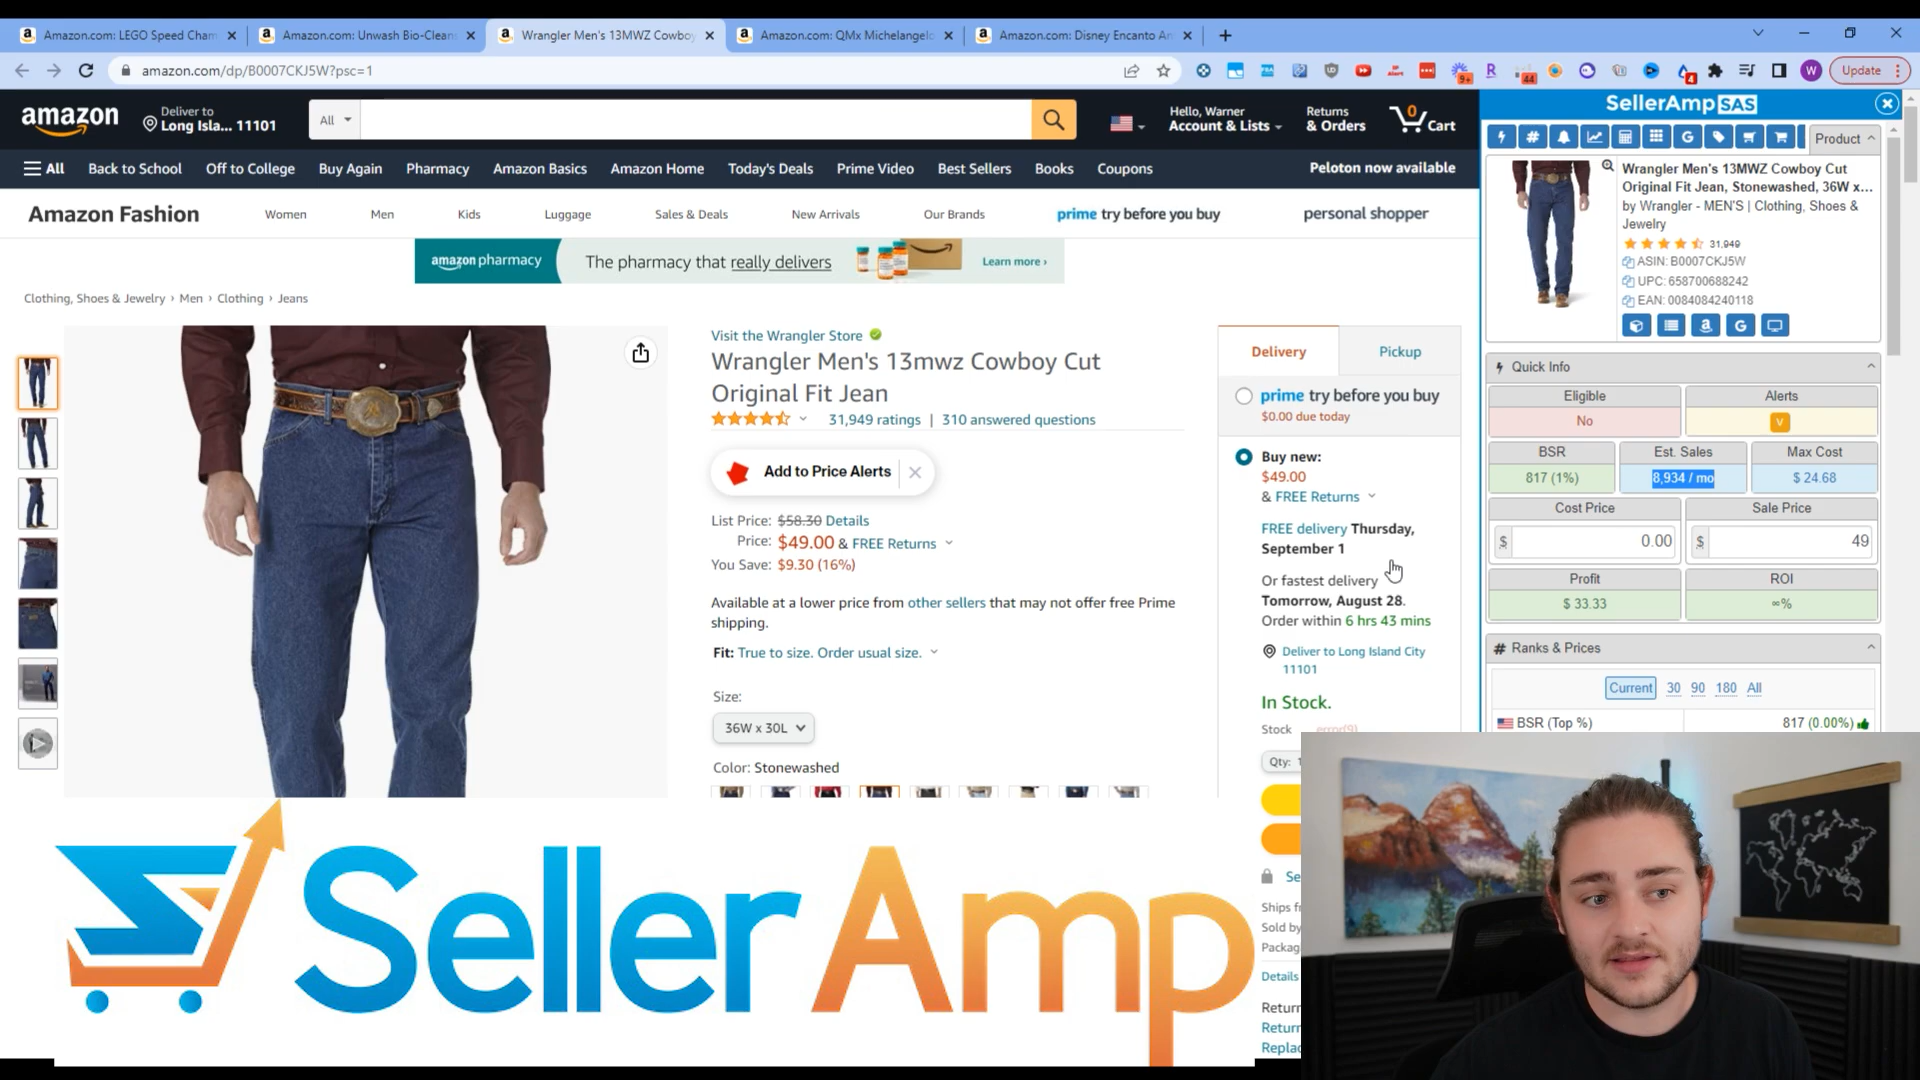 Amazon.com: LEGO Speed Cham
Amazon.com: Unwash Bio-Clean
Wrangler Men's 13MWZ Cowboy
Amazon.com: QMx Michelangelo
Amazon.com: Disney Encanto An
amazon.com/dp/B0007CKJ5W?psc=1
9+
44
4
W
Update
amazon
Deliver to
Long Isla... 11101
All
Hello, Warner
Account & Lists
Returns
& Orders
0
Cart
All
Back to School
Off to College
Buy Again
Pharmacy
Amazon Basics
Amazon Home
Today's Deals
Prime Video
Best Sellers
Books
Coupons
Peloton now available
Amazon Fashion
Women
Men
Kids
Luggage
Sales & Deals
New Arrivals
Our Brands
prime try before you buy
personal shopper
amazon pharmacy
The pharmacy that really delivers
Learn more ›
Clothing, Shoes & Jewelry › Men › Clothing › Jeans
Visit the Wrangler Store
Wrangler Men's 13mwz Cowboy Cut
Original Fit Jean
31,949 ratings | 310 answered questions
Add to Price Alerts
List Price: $58.30 Details
Price: $49.00 & FREE Returns
You Save: $9.30 (16%)
Available at a lower price from other sellers that may not offer free Prime
shipping.
Fit: True to size. Order usual size.
Size:
36W x 30L
Color: Stonewashed
Delivery
Pickup
prime try before you buy
$0.00 due today
Buy new:
$49.00
& FREE Returns
FREE delivery Thursday,
September 1
Or fastest delivery
Tomorrow, August 28.
Order within 6 hrs 43 mins
Deliver to Long Island City
11101
In Stock.
Stock
Qty:
Se
Ships fr
Sold by
Packag
Details
Return
Return
Replac
SellerAmp SAS
Product
Wrangler Men's 13MWZ Cowboy Cut
Original Fit Jean, Stonewashed, 36W x...
by Wrangler - MEN'S | Clothing, Shoes &
Jewelry
31,949
ASIN: B0007CKJ5W
UPC: 658700688242
EAN: 0084084240118
Quick Info
Eligible
Alerts
No
V
BSR
Est. Sales
Max Cost
817 (1%)
8,934 / mo
$ 24.68
Cost Price
Sale Price
$ 0.00
$ 49
Profit
ROI
$ 33.33
∞%
# Ranks & Prices
Current 30 90 180 All
BSR (Top %)
817 (0.00%)
SellerAmp